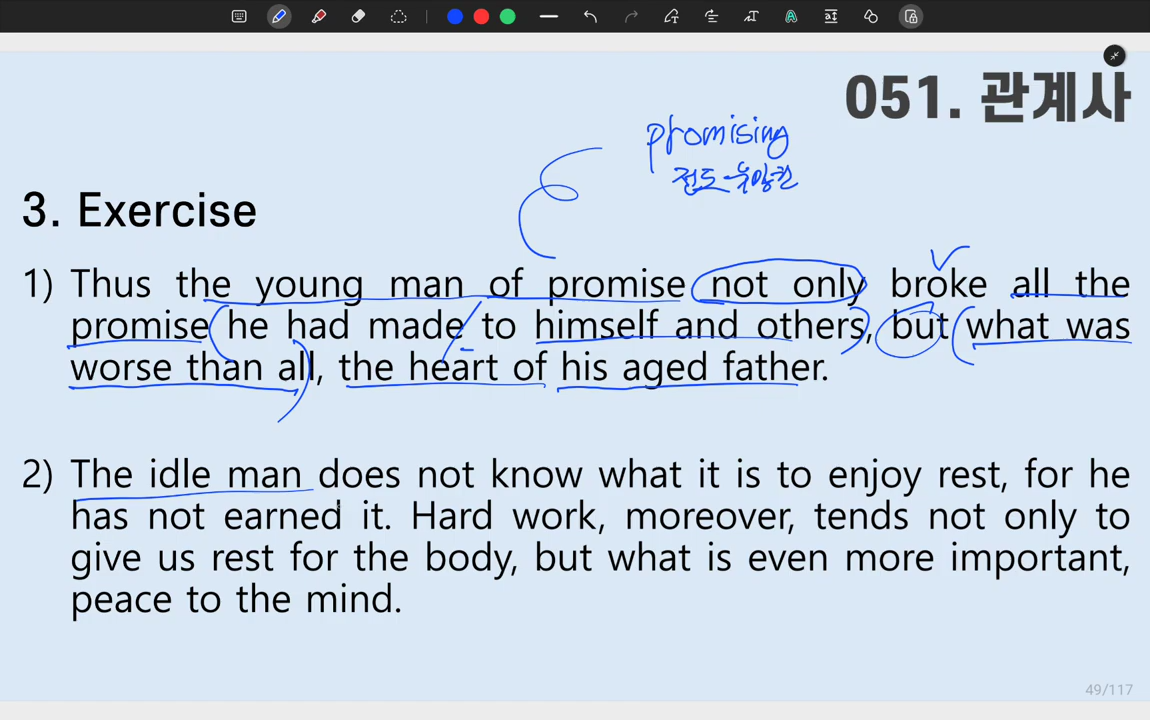 051. 관계사
promising
전도 유망한
3. Exercise
1) Thus the young man of promise not only broke all the
promise he had made to himself and others, but what was
worse than all, the heart of his aged father.
2) The idle man does not know what it is to enjoy rest, for he
has not earned it. Hard work, moreover, tends not only to
give us rest for the body, but what is even more important,
peace to the mind.
49/117